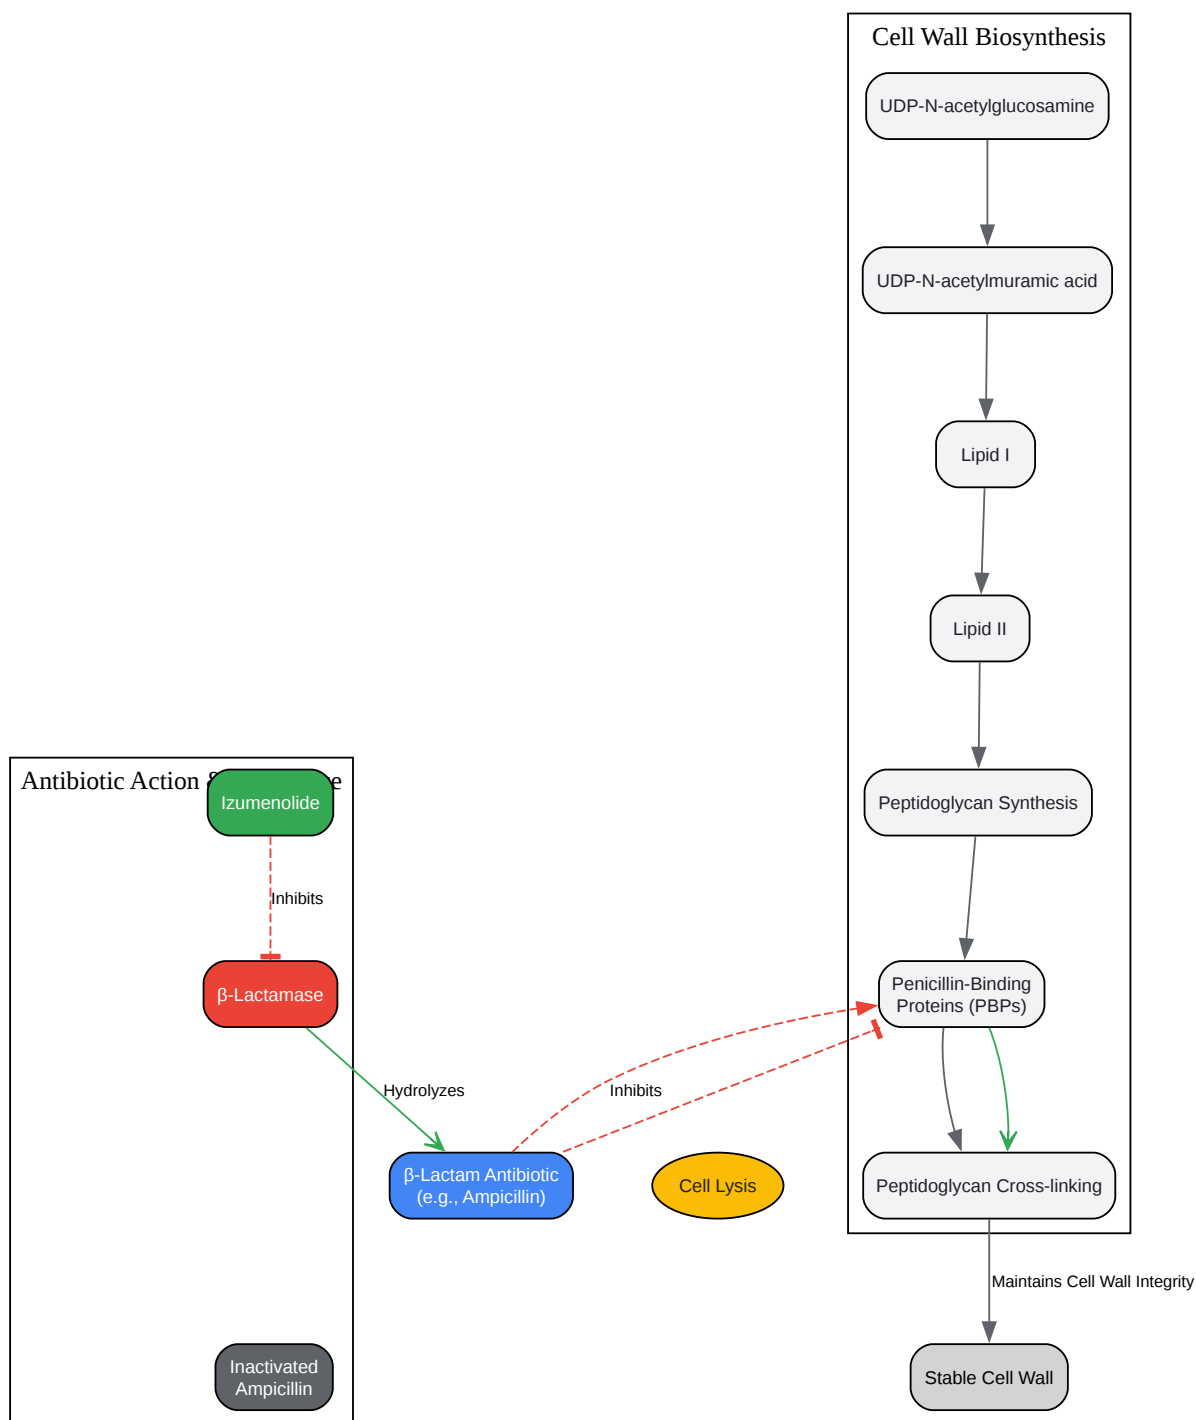 Cell Wall Biosynthesis
UDP-N-acetylglucosamine
UDP-N-acetylmuramic acid
Lipid I
Lipid II
Antibiotic Action
Izumenolide
Peptidoglycan Synthesis
Inhibits
β-Lactamase
Penicillin-Binding
Proteins (PBPs)
Hydrolyzes
Inhibits
β-Lactam Antibiotic
(e.g., Ampicillin)
Cell Lysis
Peptidoglycan Cross-linking
Maintains Cell Wall Integrity
Inactivated
Ampicillin
Stable Cell Wall